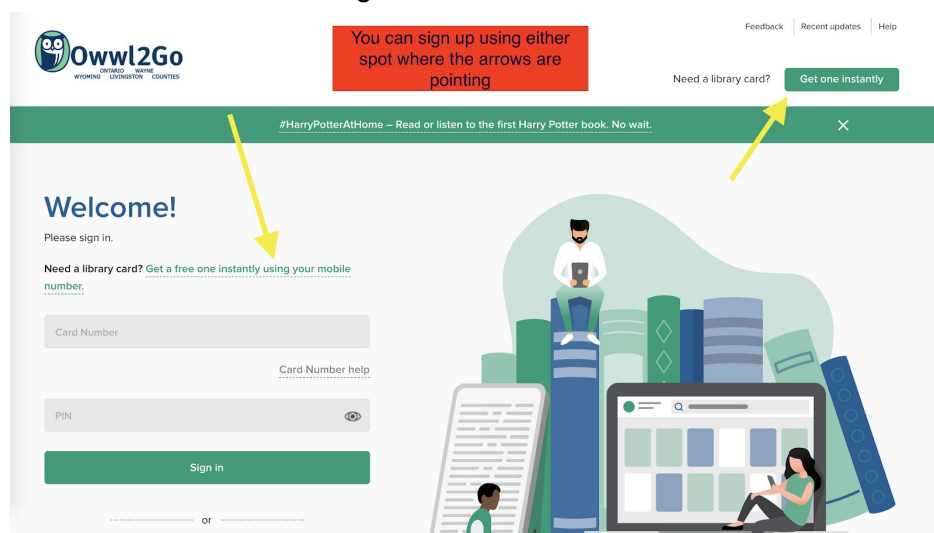 Feedback
Recent updates
Help
Owwl2Go
ONTARIO WAYNE
WYOMING LIVINGSTON COUNTIES
You can sign up using either
spot where the arrows are
pointing
Need a library card?
Get one instantly
#HarryPotterAtHome – Read or listen to the first Harry Potter book. No wait.
Welcome!
Please sign in.
Need a library card? Get a free one instantly using your mobile
number.
Card Number
Card Number help
PIN
Sign in
or